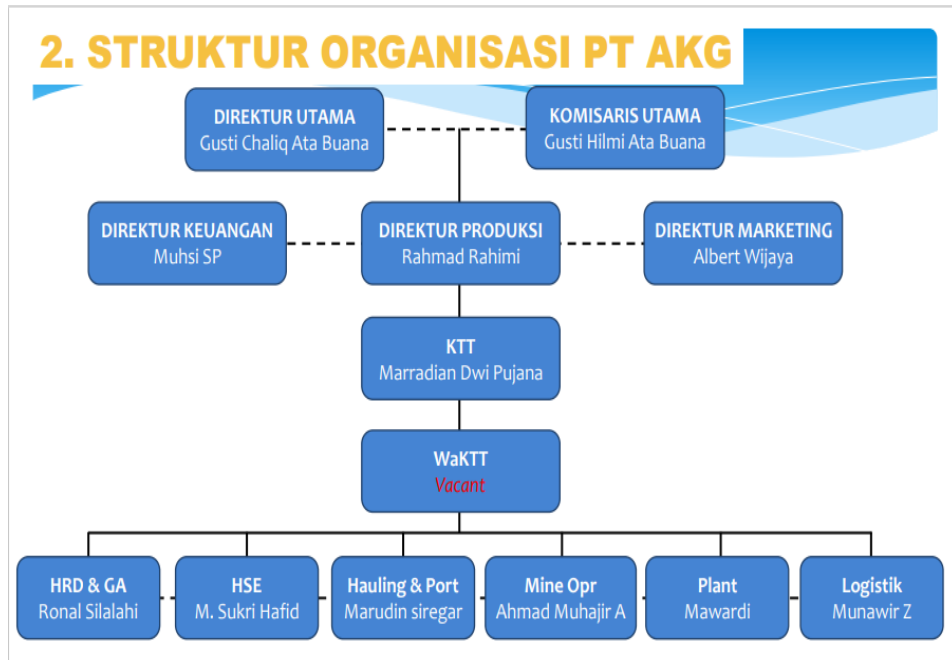 2. STRUKTUR ORGANISASI PT AKG
DIREKTUR UTAMA
Gusti Chaliq Ata Buana
KOMISARIS UTAMA
Gusti Hilmi Ata Buana
DIREKTUR KEUANGAN
Muhsi SP
DIREKTUR PRODUKSI
Rahmad Rahimi
DIREKTUR MARKETING
Albert Wijaya
KTT
Marradian Dwi Pujana
WaKTT
Vacant
HRD & GA
Ronal Silalahi
HSE
M. Sukri Hafid
Hauling & Port
Marudin siregar
Mine Opr
Ahmad Muhajir A
Plant
Mawardi
Logistik
Munawir Z